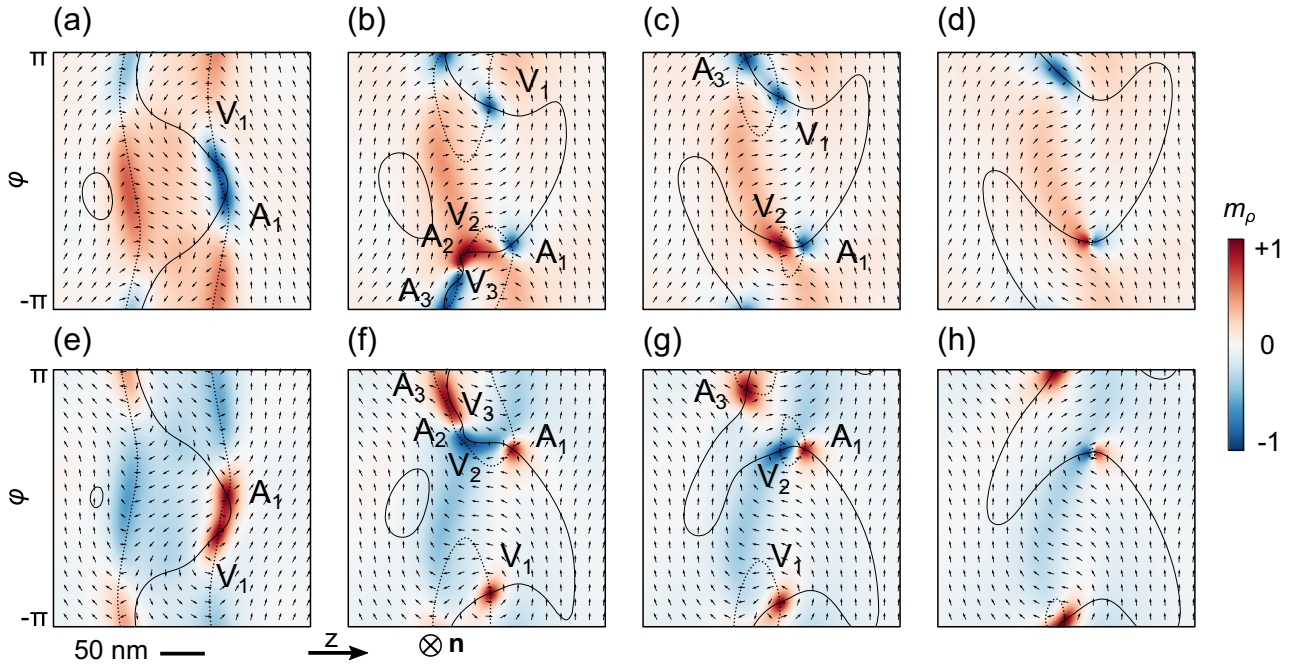 (a) (b) (c) (d)
π
φ
-π
V₁
A₁
V₁
V₂
A₂
A₁
A₃
V₃
A₃
V₁
V₂
A₁
mρ
+1
0
-1
(e) (f) (g) (h)
π
φ
-π
A₁
V₁
A₃
V₃
A₂
V₂
A₁
V₁
A₃
A₁
V₂
V₁
50 nm
z
n